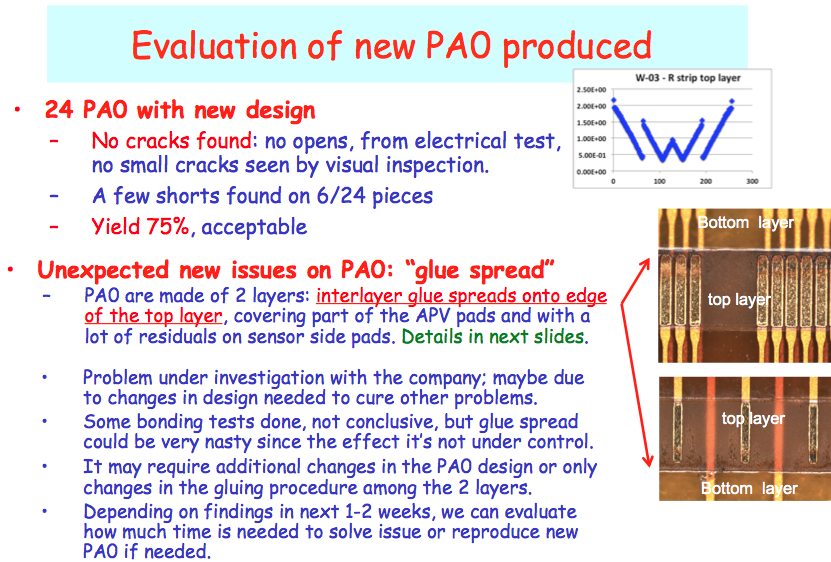 Evaluation of new PA0 produced
W-03 - R strip top layer
2.50E+00
2.00E+00
1.50E+00
1.00E+00
5.00E-01
0.00E+00
0 100 200 300
• 24 PA0 with new design
– No cracks found: no opens, from electrical test,
no small cracks seen by visual inspection.
– A few shorts found on 6/24 pieces
– Yield 75%, acceptable
• Unexpected new issues on PA0: “glue spread”
– PA0 are made of 2 layers: interlayer glue spreads onto edge
of the top layer, covering part of the APV pads and with a
lot of residuals on sensor side pads. Details in next slides.
• Problem under investigation with the company; maybe due
to changes in design needed to cure other problems.
• Some bonding tests done, not conclusive, but glue spread
could be very nasty since the effect it’s not under control.
• It may require additional changes in the PA0 design or only
changes in the gluing procedure among the 2 layers.
• Depending on findings in next 1-2 weeks, we can evaluate
how much time is needed to solve issue or reproduce new
PA0 if needed.
Bottom layer
top layer
top layer
Bottom layer